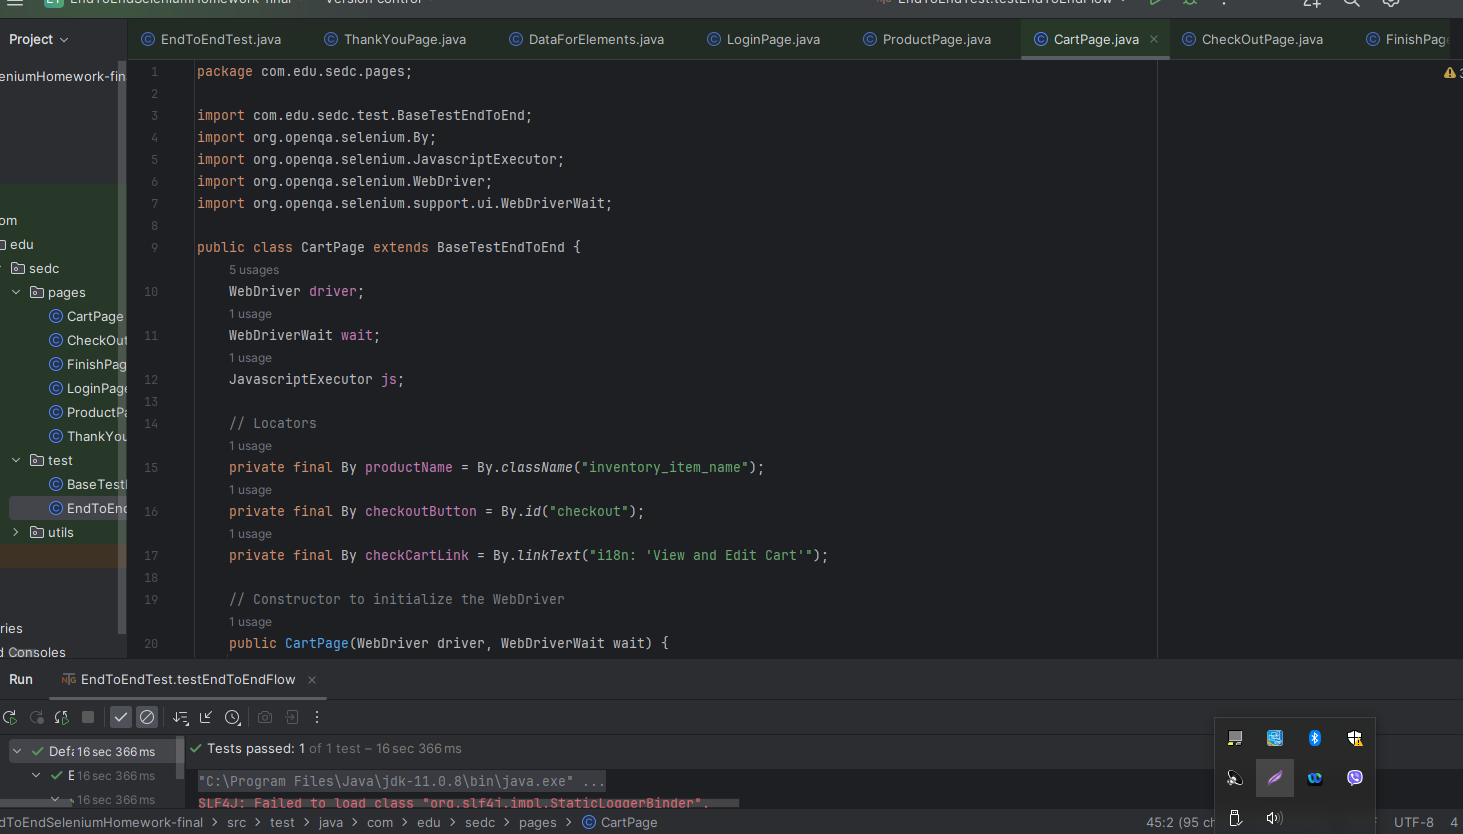 EndToEndSeleniumHomework-final
Version control
EndToEndTest.testEndToEndFlow
Project
EndToEndTest.java
ThankYouPage.java
DataForElements.java
LoginPage.java
ProductPage.java
CartPage.java
CheckOutPage.java
FinishPage
eniumHomework-fin
om
edu
sedc
pages
CartPage
CheckOut
FinishPag
LoginPage
ProductPa
ThankYou
test
BaseTest
EndToEnd
utils
ries
d Consoles
1 package com.edu.sedc.pages;
2
3 import com.edu.sedc.test.BaseTestEndToEnd;
4 import org.openqa.selenium.By;
5 import org.openqa.selenium.JavascriptExecutor;
6 import org.openqa.selenium.WebDriver;
7 import org.openqa.selenium.support.ui.WebDriverWait;
8
9 public class CartPage extends BaseTestEndToEnd {
5 usages
10 WebDriver driver;
1 usage
11 WebDriverWait wait;
1 usage
12 JavascriptExecutor js;
13
14 // Locators
1 usage
15 private final By productName = By.className("inventory_item_name");
1 usage
16 private final By checkoutButton = By.id("checkout");
1 usage
17 private final By checkCartLink = By.linkText("i18n: 'View and Edit Cart'");
18
19 // Constructor to initialize the WebDriver
1 usage
20 public CartPage(WebDriver driver, WebDriverWait wait) {
3
Run
EndToEndTest.testEndToEndFlow
Defa 16 sec 366 ms
E 16 sec 366 ms
16 sec 366 ms
Tests passed: 1 of 1 test – 16 sec 366 ms
"C:\Program Files\Java\jdk-11.0.8\bin\java.exe" ...
SLF4J: Failed to load class "org.slf4j.impl.StaticLoggerBinder".
dToEndSeleniumHomework-final > src > test > java > com > edu > sedc > pages > CartPage
45:2 (95 ch
UTF-8
4